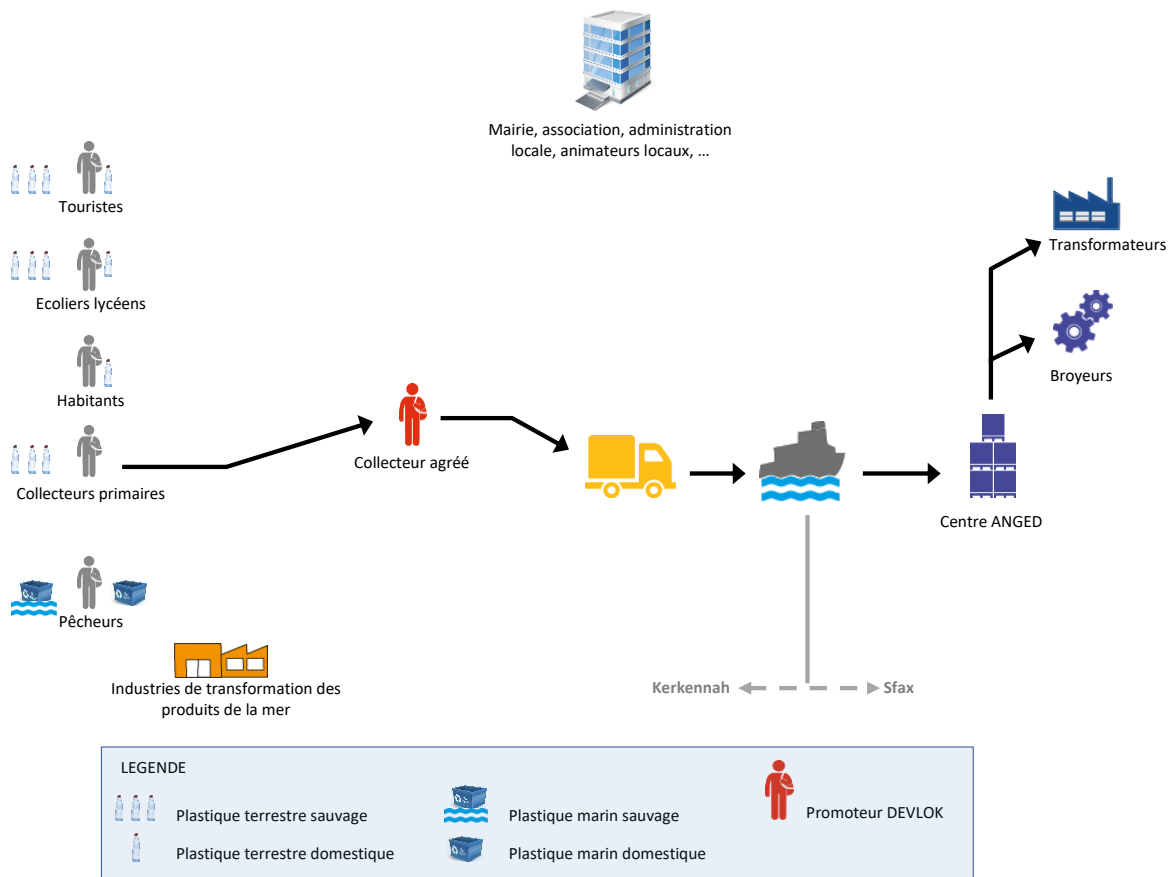 Mairie, association, administration
locale, animateurs locaux, ...
Touristes
Ecoliers lycéens
Habitants
Collecteurs primaires
Pêcheurs
Industries de transformation des
produits de la mer
Collecteur agréé
Centre ANGED
Transformateurs
Broyeurs
Kerkennah
Sfax
LEGENDE
Plastique terrestre sauvage
Plastique marin sauvage
Promoteur DEVLOK
Plastique terrestre domestique
Plastique marin domestique